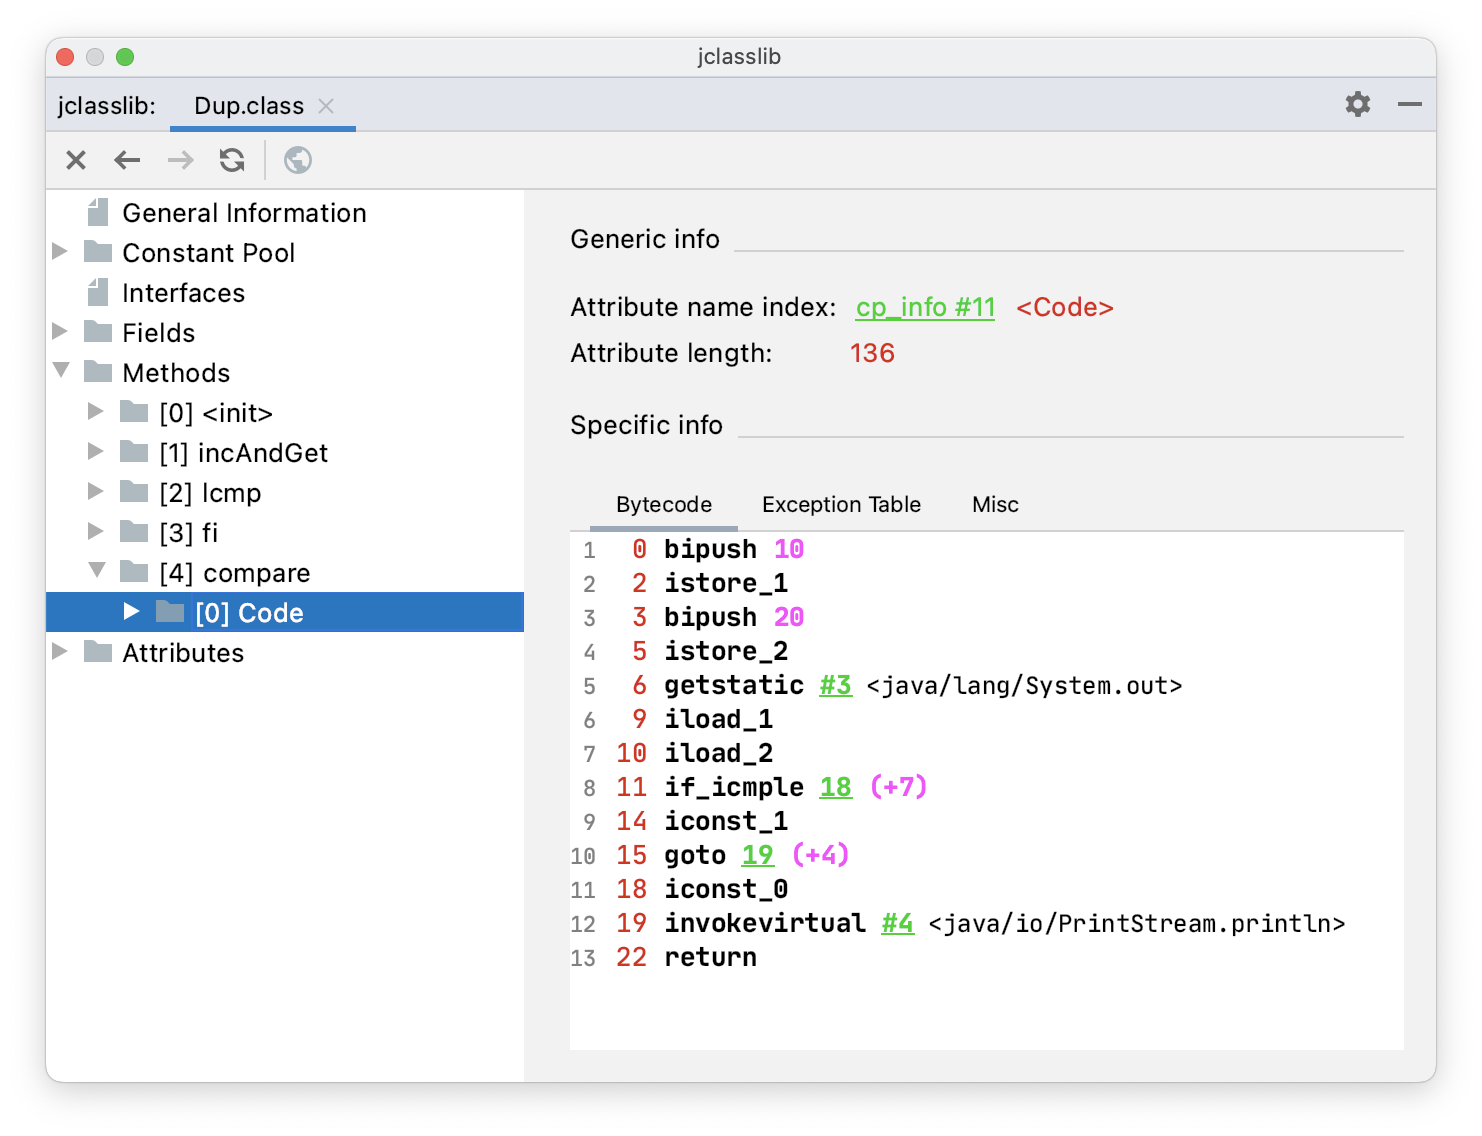 jclasslib
jclasslib: Dup.class
General Information
Constant Pool
Interfaces
Fields
Methods
[0] <init>
[1] incAndGet
[2] lcmp
[3] fi
[4] compare
[0] Code
Attributes
Generic info
Attribute name index: cp_info #11 <Code>
Attribute length: 136
Specific info
Bytecode Exception Table Misc
1 0 bipush 10
2 2 istore_1
3 3 bipush 20
4 5 istore_2
5 6 getstatic #3 <java/lang/System.out>
6 9 iload_1
7 10 iload_2
8 11 if_icmple 18 (+7)
9 14 iconst_1
10 15 goto 19 (+4)
11 18 iconst_0
12 19 invokevirtual #4 <java/io/PrintStream.println>
13 22 return